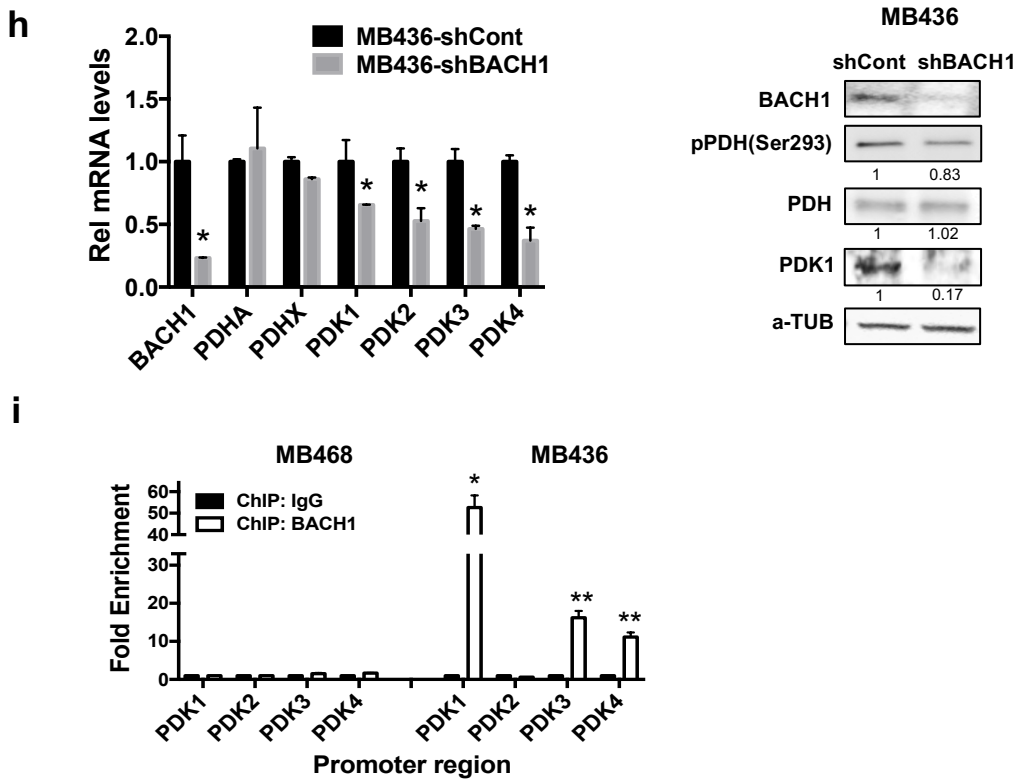 h
2.0
1.5
1.0
0.5
0.0
Rel mRNA levels
MB436-shCont
MB436-shBACH1
*
*
*
*
*
BACH1
PDHA
PDHX
PDK1
PDK2
PDK3
PDK4
MB436
shCont shBACH1
BACH1
pPDH(Ser293)
1 0.83
PDH
1 1.02
PDK1
1 0.17
a-TUB
i
MB468
MB436
60
50
40
30
20
10
0
Fold Enrichment
ChIP: IgG
ChIP: BACH1
*
**
**
PDK1
PDK2
PDK3
PDK4
PDK1
PDK2
PDK3
PDK4
Promoter region